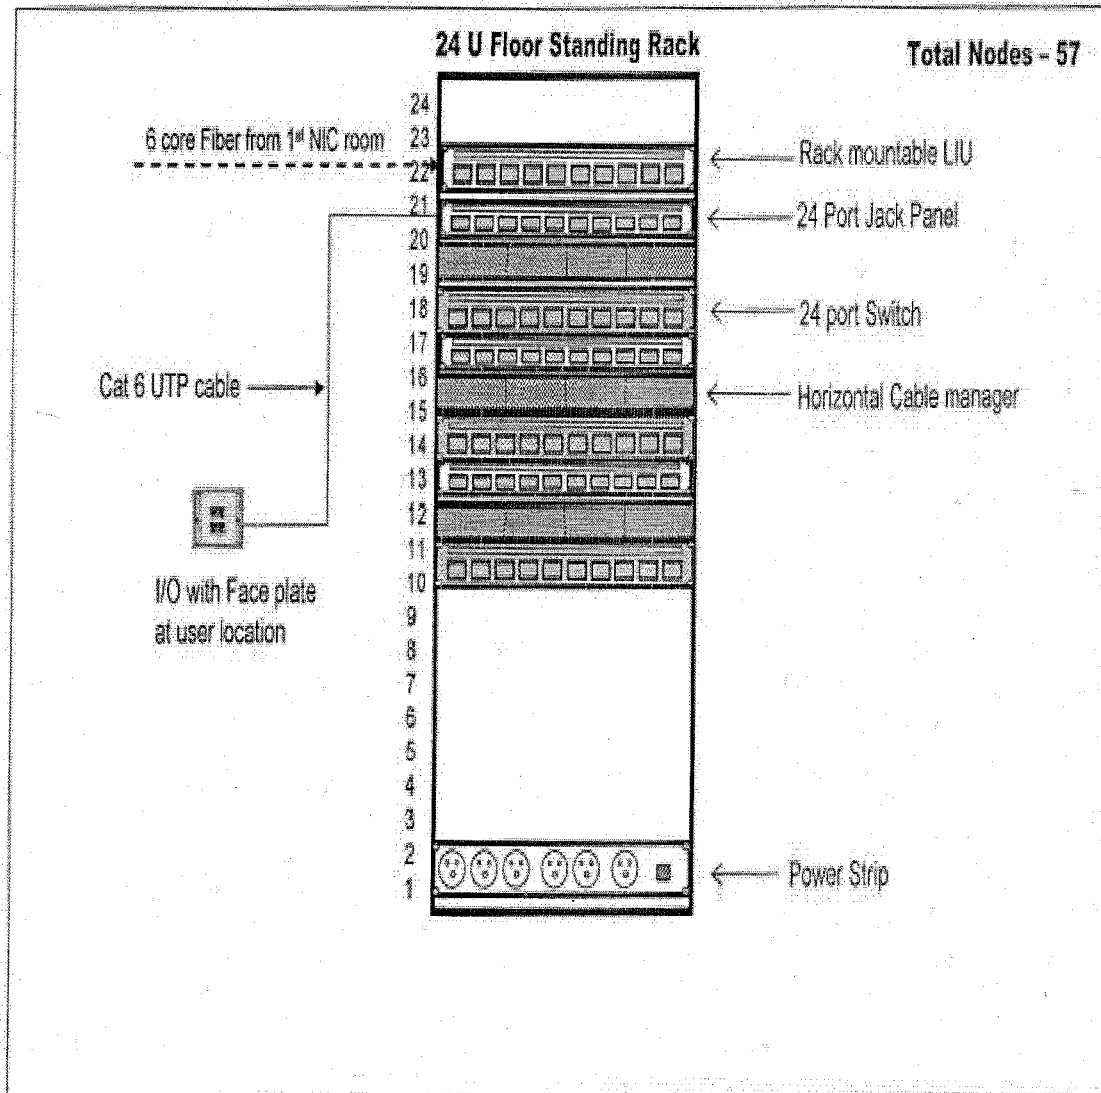 24 U Floor Standing Rack
Total Nodes – 57
24
23
22
21
20
19
18
17
16
15
14
13
12
11
10
9
8
7
6
5
4
3
2
1
6 core Fiber from 1st NIC room
Rack mountable LIU
24 Port Jack Panel
24 port Switch
Cat 6 UTP cable
Horizontal Cable manager
I/O with Face plate
at user location
Power Strip